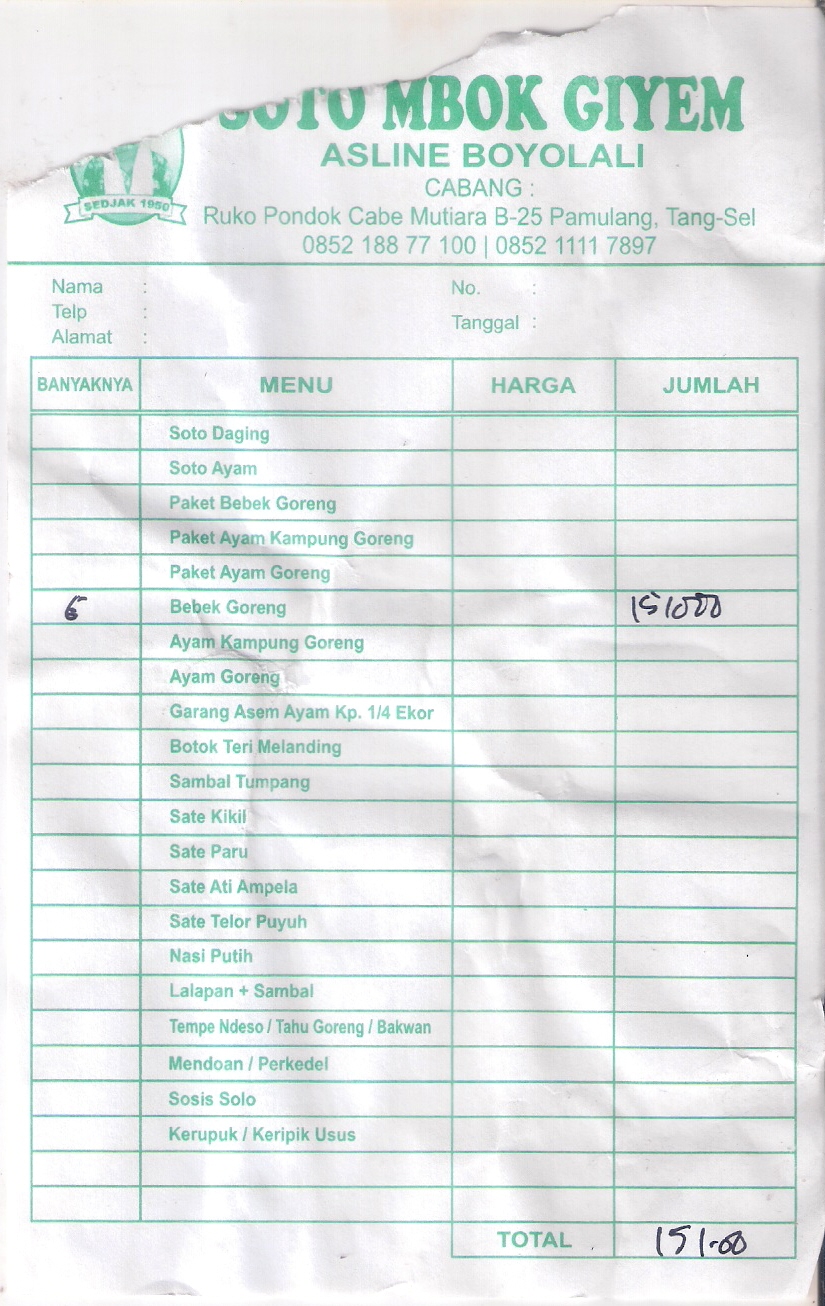 SOTO MBOK GIYEM
ASLINE BOYOLALI
SEDJAK 1950
CABANG :
Ruko Pondok Cabe Mutiara B-25 Pamulang, Tang-Sel
0852 188 77 100 | 0852 1111 7897
Nama : No. :
Telp :
Tanggal :
Alamat :
BANYAKNYA MENU HARGA JUMLAH
Soto Daging
Soto Ayam
Paket Bebek Goreng
Paket Ayam Kampung Goreng
Paket Ayam Goreng
6 Bebek Goreng 151000
Ayam Kampung Goreng
Ayam Goreng
Garang Asem Ayam Kp. 1/4 Ekor
Botok Teri Melanding
Sambal Tumpang
Sate Kikil
Sate Paru
Sate Ati Ampela
Sate Telor Puyuh
Nasi Putih
Lalapan + Sambal
Tempe Ndeso / Tahu Goreng / Bakwan
Mendoan / Perkedel
Sosis Solo
Kerupuk / Keripik Usus
TOTAL 151.00